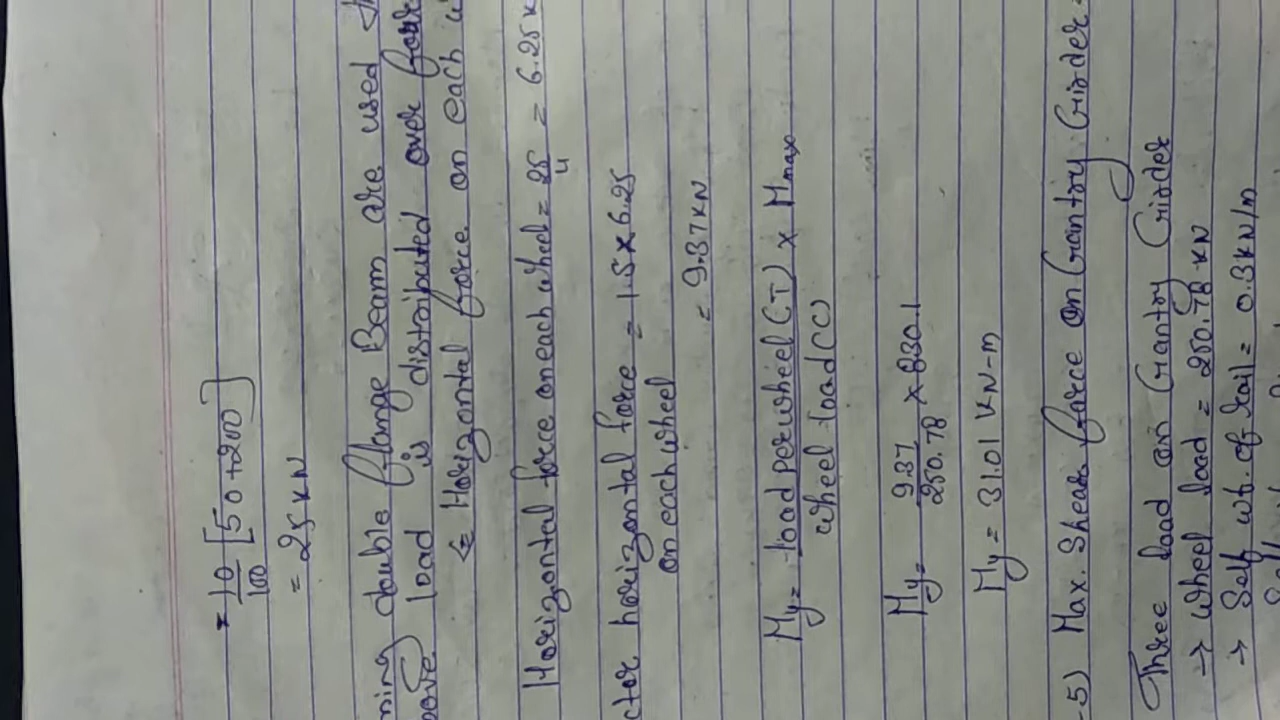 = 10/100 [50+200]
= 25 KN
double flange Beam are used
load is distributed over four
⇐ Horizontal force on each
Horizontal force on each wheel = 25/4 = 6.25 K
ctor horizontal force = 1.5 x 6.25
on each wheel
= 9.37 KN
My = load per wheel (T) / wheel load (C) x Mmax
My = 9.37/250.78 x 830.1
My = 31.01 KN-m
-5) Max. Shear force on Gantry Girder
Three load on Gantry Girder
→ Wheel load = 250.78 KN
→ Self wt. of rail = 0.3 KN/m